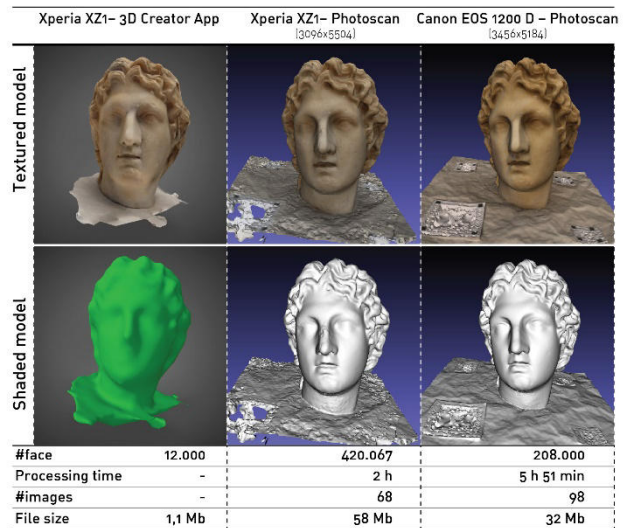 Xperia XZ1– 3D Creator App Xperia XZ1– Photoscan Canon EOS 1200 D – Photoscan
(3096x5504) (3456x5184)
Textured model
Shaded model
#face 12.000 420.067 208.000
Processing time - 2 h 5 h 51 min
#images - 68 98
File size 1,1 Mb 58 Mb 32 Mb